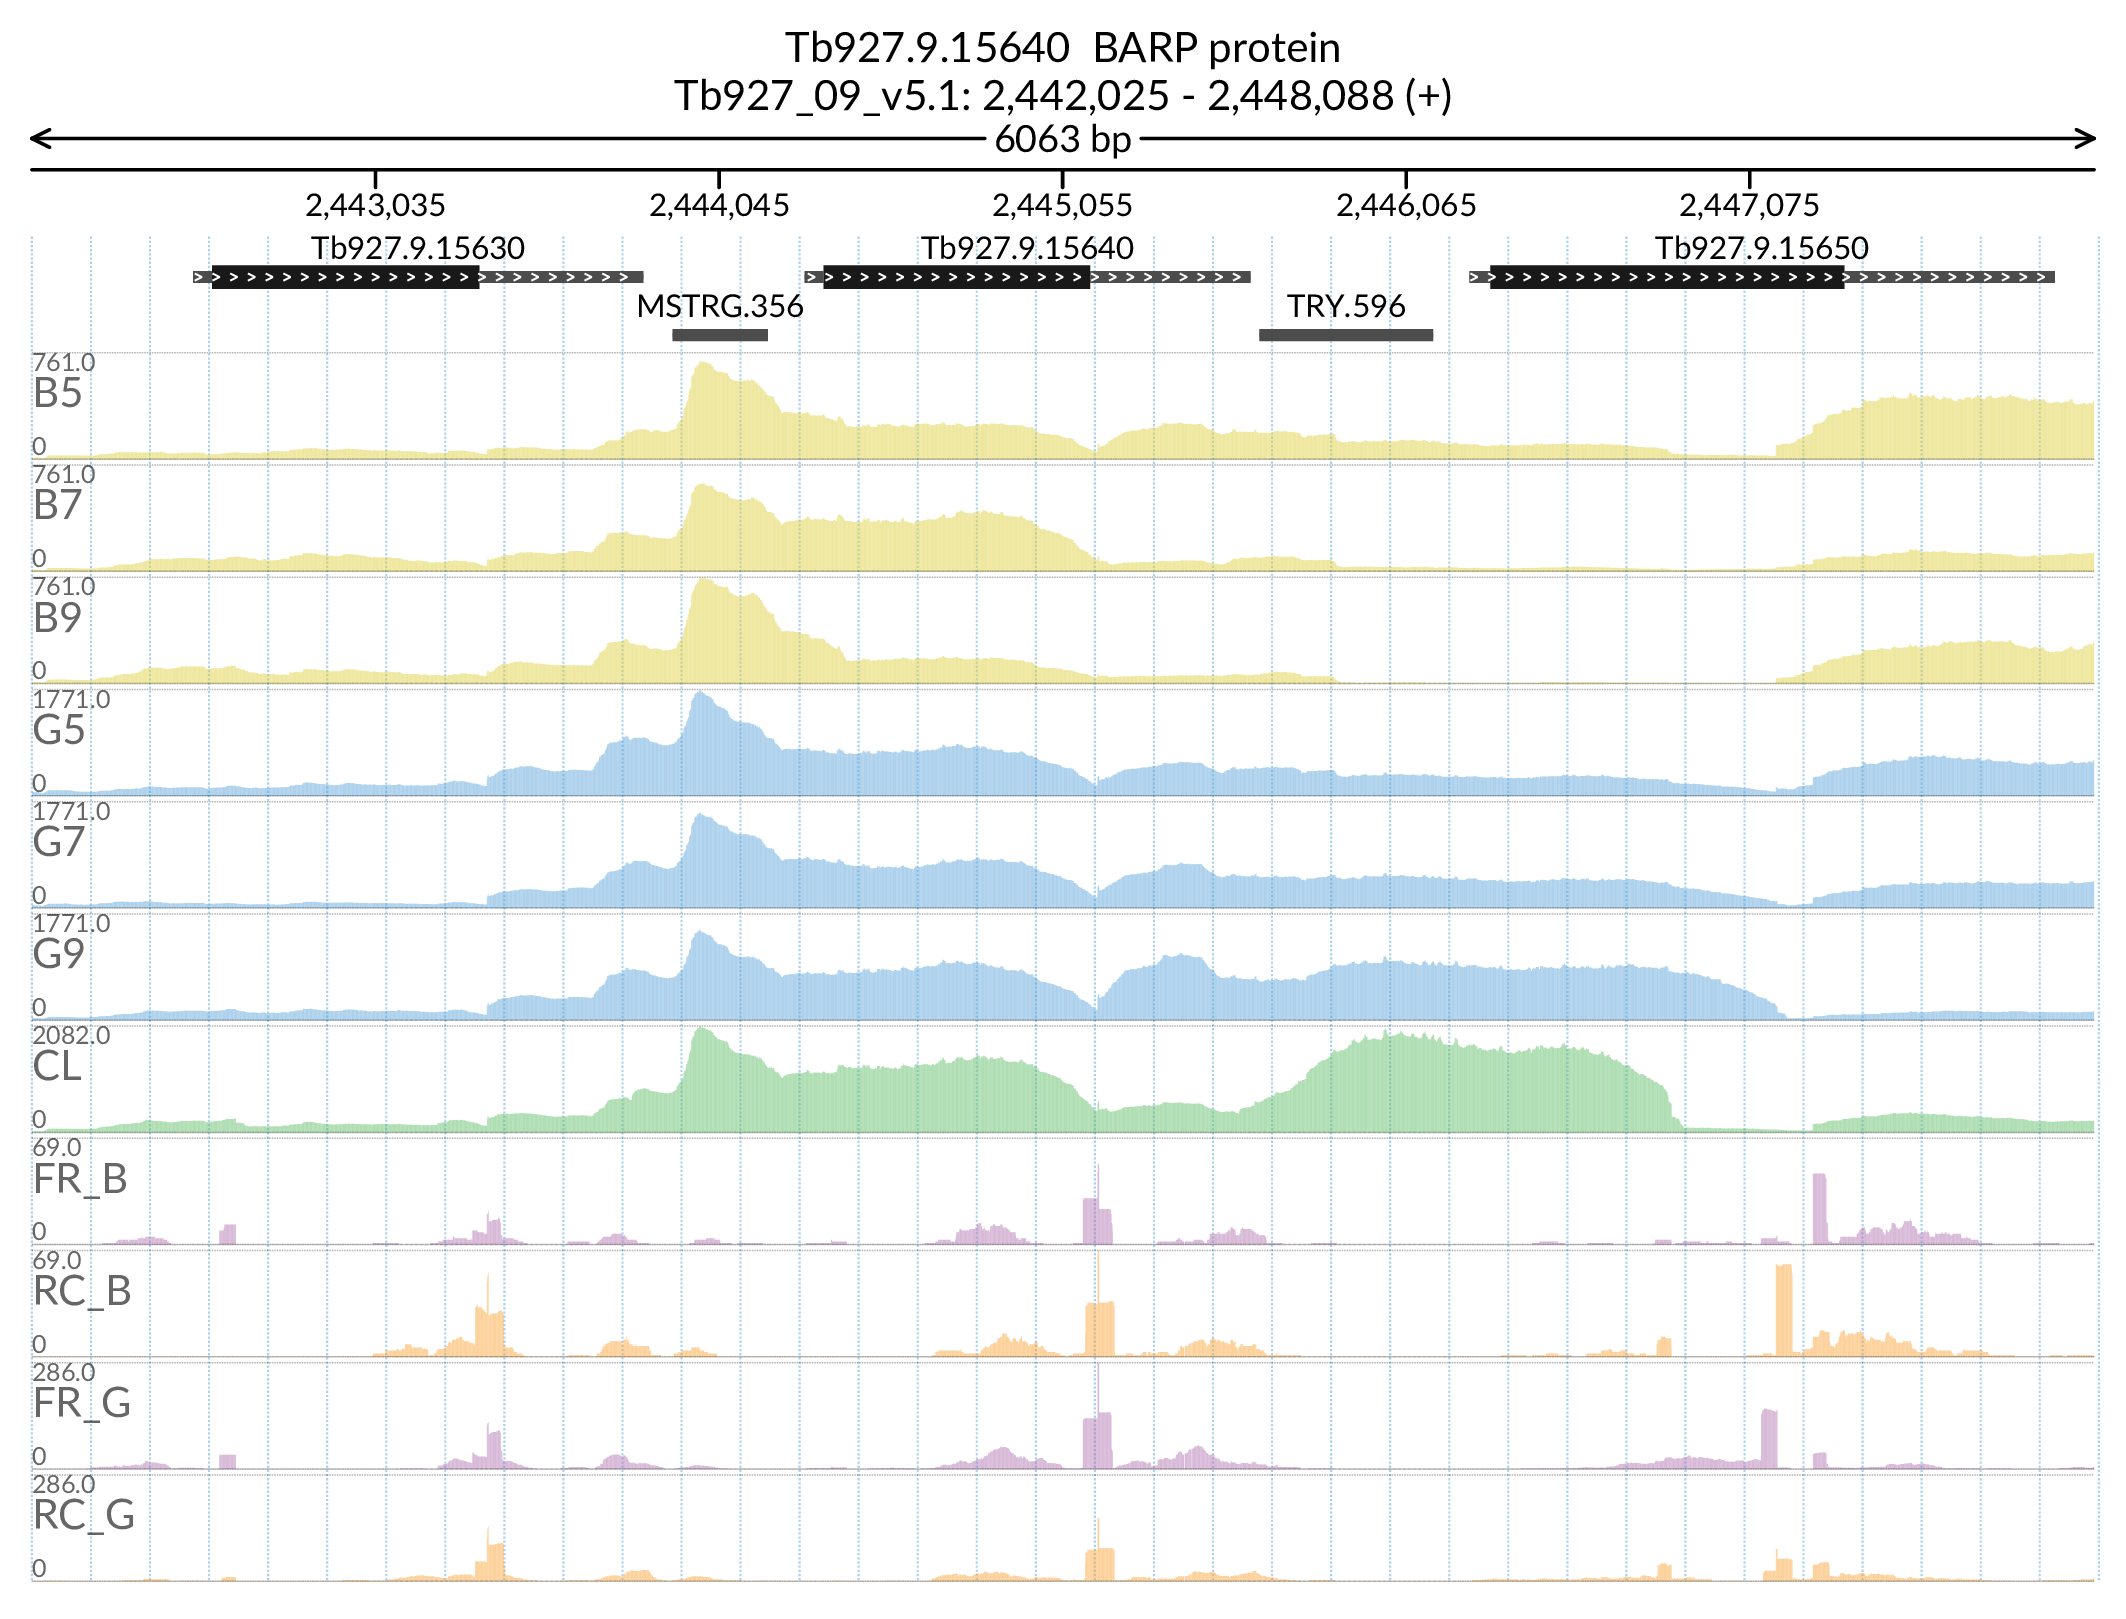 Tb927.9.15640 BARP protein
Tb927_09_v5.1: 2,442,025 - 2,448,088 (+)
6063 bp
2,443,035 2,444,045 2,445,055 2,446,065 2,447,075
Tb927.9.15630 Tb927.9.15640 Tb927.9.15650
MSTRG.356 TRY.596
761.0
B5
0
761.0
B7
0
761.0
B9
0
1771.0
G5
0
1771.0
G7
0
1771.0
G9
0
2082.0
CL
0
69.0
FR_B
0
69.0
RC_B
0
286.0
FR_G
0
286.0
RC_G
0